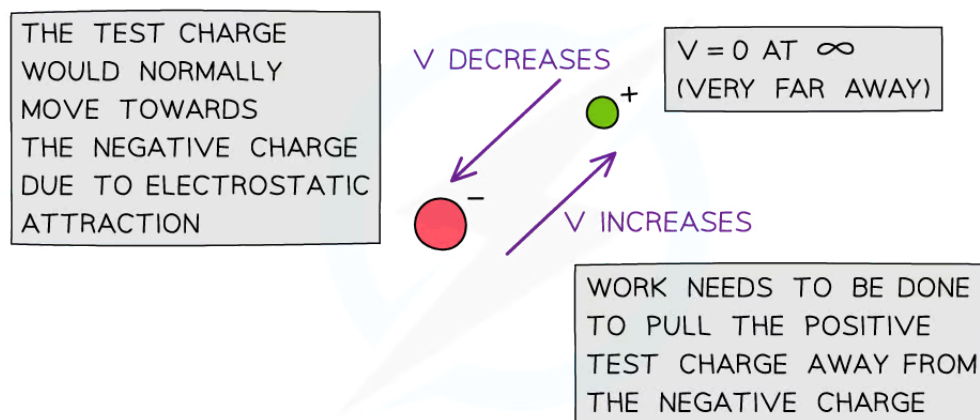 THE TEST CHARGE
WOULD NORMALLY
MOVE TOWARDS
THE NEGATIVE CHARGE
DUE TO ELECTROSTATIC
ATTRACTION
V DECREASES
+
V = 0 AT ∞
(VERY FAR AWAY)
−
V INCREASES
WORK NEEDS TO BE DONE
TO PULL THE POSITIVE
TEST CHARGE AWAY FROM
THE NEGATIVE CHARGE